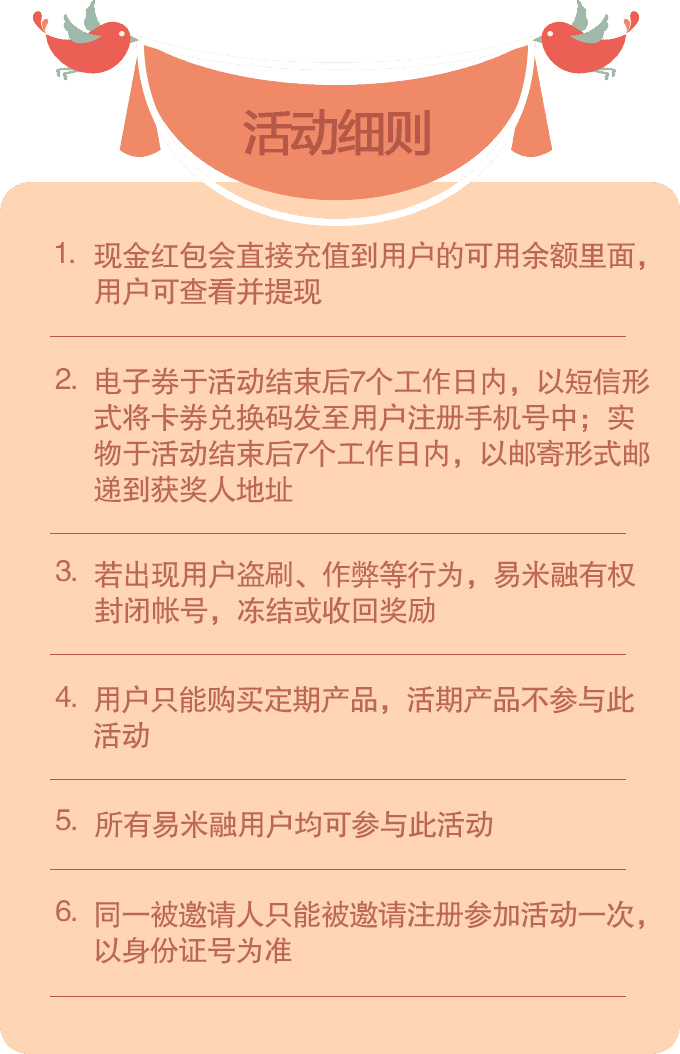 活动细则
1. 现金红包会直接充值到用户的可用余额里面，
用户可查看并提现
2. 电子券于活动结束后7个工作日内，以短信形
式将卡券兑换码发至用户注册手机号中；实
物于活动结束后7个工作日内，以邮寄形式邮
递到获奖人地址
3. 若出现用户盗刷、作弊等行为，易米融有权
封闭帐号，冻结或收回奖励
4. 用户只能购买定期产品，活期产品不参与此
活动
5. 所有易米融用户均可参与此活动
6. 同一被邀请人只能被邀请注册参加活动一次，
以身份证号为准